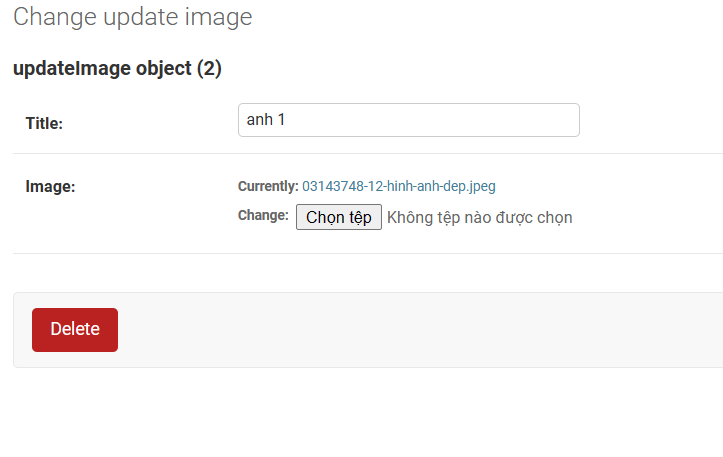 Change update image
updateImage object (2)
Title: anh 1
Image: Currently: 03143748-12-hinh-anh-dep.jpeg
Change: Chọn tệp Không tệp nào được chọn
Delete